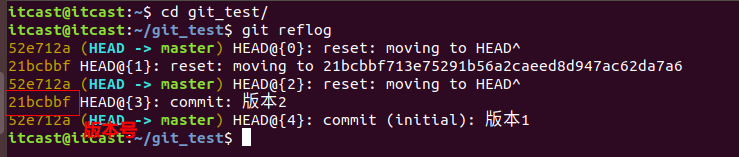 itcast@itcast:~$ cd git_test/
itcast@itcast:~/git_test$ git reflog
52e712a (HEAD -> master) HEAD@{0}: reset: moving to HEAD^
21bcbbf HEAD@{1}: reset: moving to 21bcbbf713e75291b56a2caeed8d947ac62da7a6
52e712a (HEAD -> master) HEAD@{2}: reset: moving to HEAD^
21bcbbf HEAD@{3}: commit: 版本2
52e712a (HEAD -> master) HEAD@{4}: commit (initial): 版本1
版本号
itcast@itcast:~/git_test$